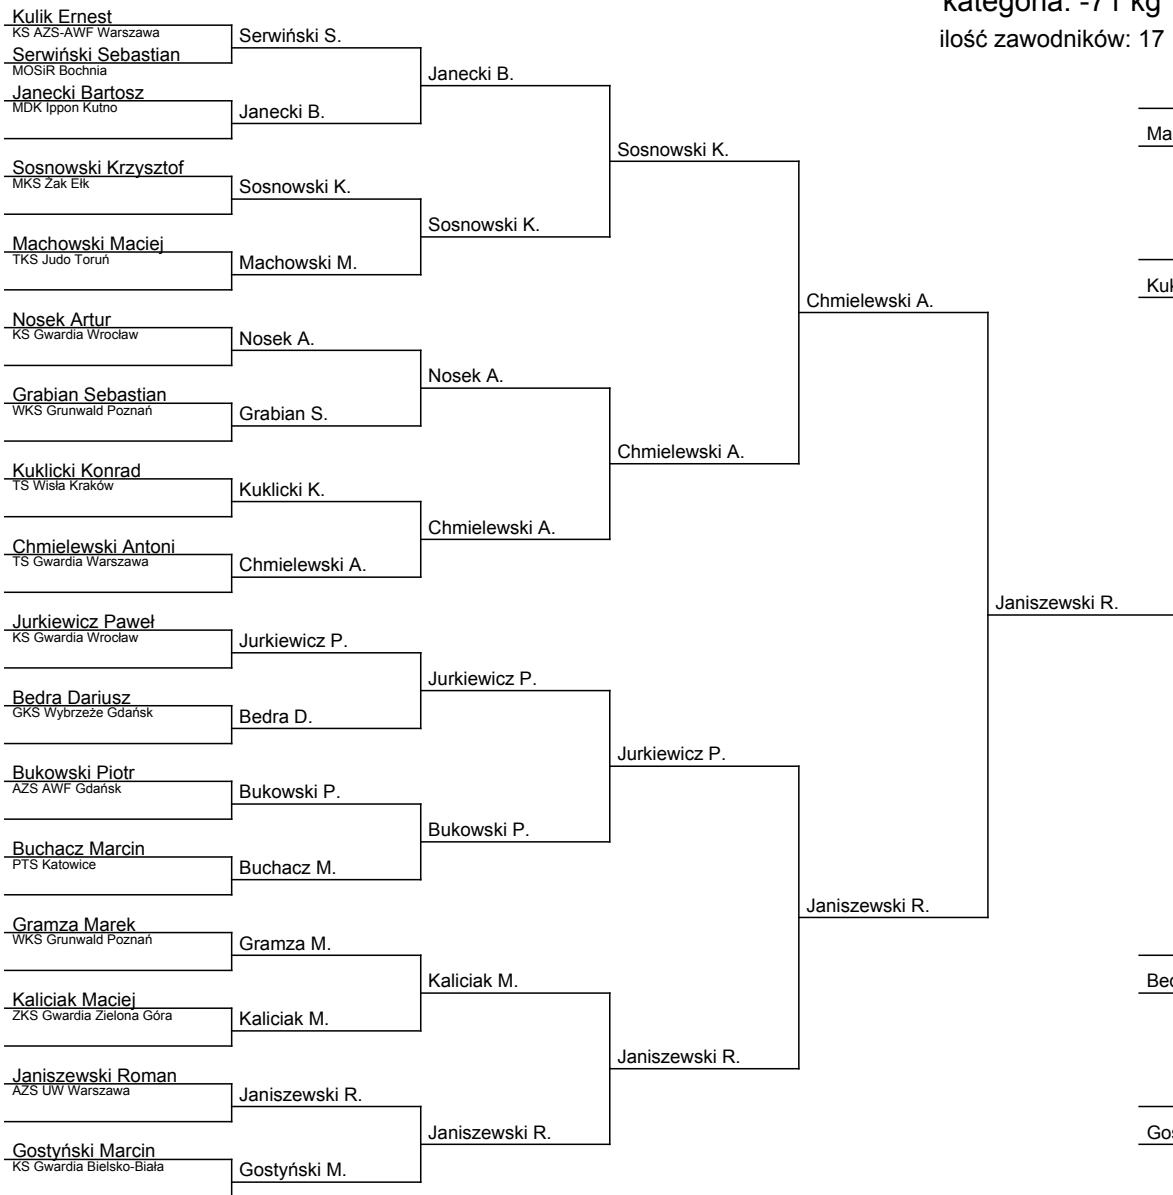 kategoria: -71 kg
ilość zawodników: 17
Kulik Ernest
KS AZS-AWF Warszawa
Serwiński Sebastian
MOSiR Bochnia
Janecki Bartosz
MDK Ippon Kutno
Sosnowski Krzysztof
MKS Żak Ełk
Machowski Maciej
TKS Judo Toruń
Nosek Artur
KS Gwardia Wrocław
Grabian Sebastian
WKS Grunwald Poznań
Kuklicki Konrad
TS Wisła Kraków
Chmielewski Antoni
TS Gwardia Warszawa
Jurkiewicz Paweł
KS Gwardia Wrocław
Bedra Dariusz
GKS Wybrzeże Gdańsk
Bukowski Piotr
AZS AWF Gdańsk
Buchacz Marcin
PTS Katowice
Gramza Marek
WKS Grunwald Poznań
Kaliciak Maciej
ZKS Gwardia Zielona Góra
Janiszewski Roman
AZS UW Warszawa
Gostyński Marcin
KS Gwardia Bielsko-Biała
Serwiński S.
Janecki B.
Sosnowski K.
Machowski M.
Nosek A.
Grabian S.
Kuklicki K.
Chmielewski A.
Jurkiewicz P.
Bedra D.
Bukowski P.
Buchacz M.
Gramza M.
Kaliciak M.
Janiszewski R.
Gostyński M.
Janecki B.
Sosnowski K.
Nosek A.
Chmielewski A.
Jurkiewicz P.
Bukowski P.
Kaliciak M.
Janiszewski R.
Sosnowski K.
Chmielewski A.
Jurkiewicz P.
Janiszewski R.
Chmielewski A.
Janiszewski R.
Janiszewski R.
Ma
Kuk
Bed
Gos